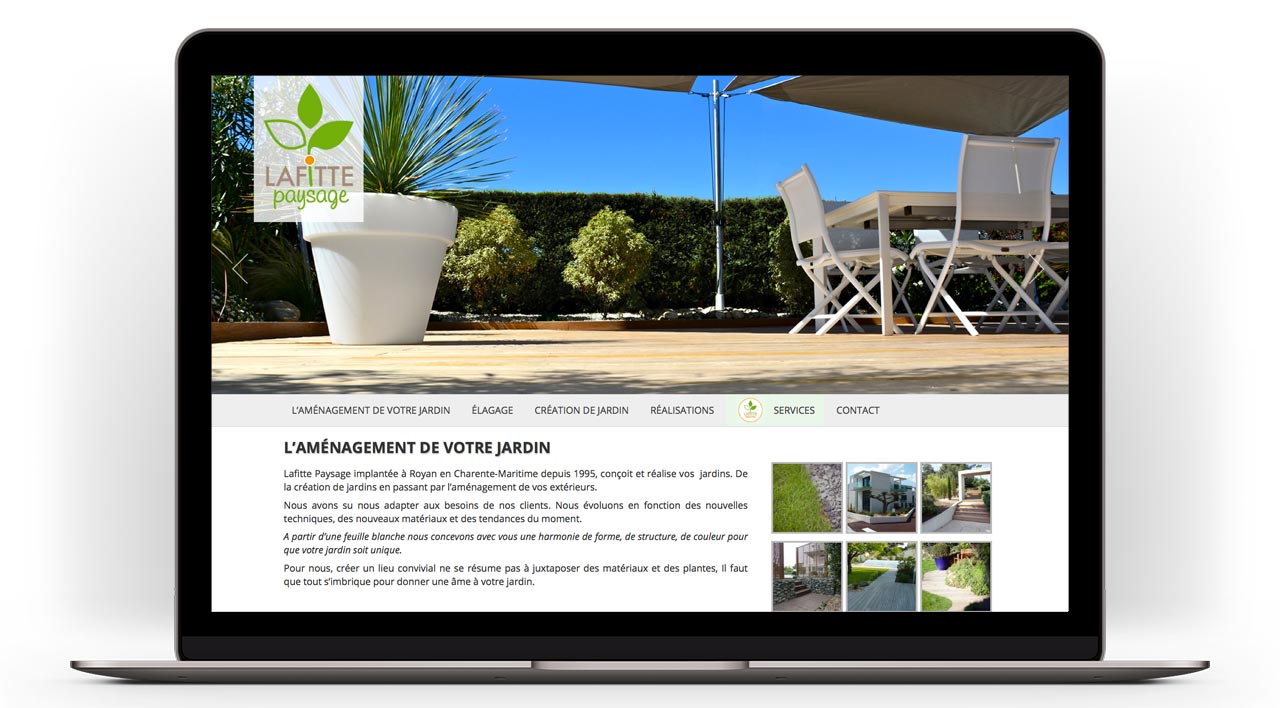 LAFiTTE
paysage
L'AMÉNAGEMENT DE VOTRE JARDIN ÉLAGAGE CRÉATION DE JARDIN RÉALISATIONS SERVICES CONTACT
L'AMÉNAGEMENT DE VOTRE JARDIN
Lafitte Paysage implantée à Royan en Charente-Maritime depuis 1995, conçoit et réalise vos jardins. De
la création de jardins en passant par l'aménagement de vos extérieurs.
Nous avons su nous adapter aux besoins de nos clients. Nous évoluons en fonction des nouvelles
techniques, des nouveaux matériaux et des tendances du moment.
A partir d'une feuille blanche nous concevons avec vous une harmonie de forme, de structure, de couleur pour
que votre jardin soit unique.
Pour nous, créer un lieu convivial ne se résume pas à juxtaposer des matériaux et des plantes, Il faut
que tout s'imbrique pour donner une âme à votre jardin.